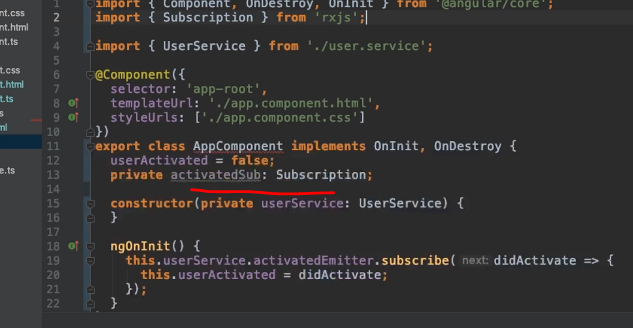 ent.css
ent.html
ent.ts
.css
t.html
t.ts
s
ml
e.ts
1 import { Component, OnDestroy, OnInit } from '@angular/core';
2 import { Subscription } from 'rxjs';
3
4 import { UserService } from './user.service';
5
6 @Component({
7 selector: 'app-root',
8 templateUrl: './app.component.html',
9 styleUrls: ['./app.component.css']
10 })
11 export class AppComponent implements OnInit, OnDestroy {
12 userActivated = false;
13 private activatedSub: Subscription;
14
15 constructor(private userService: UserService) {
16 }
17
18 ngOnInit() {
19 this.userService.activatedEmitter.subscribe( next: didActivate => {
20 this.userActivated = didActivate;
21 });
22 }